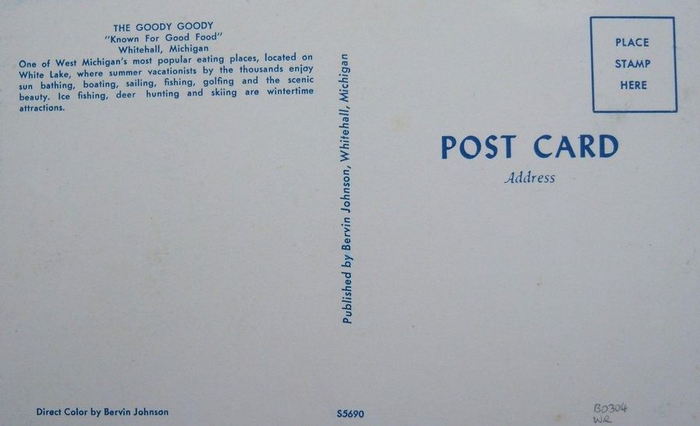 THE GOODY GOODY
"Known For Good Food"
Whitehall, Michigan
One of West Michigan's most popular eating places, located on
White Lake, where summer vacationists by the thousands enjoy
sun bathing, boating, sailing, fishing, golfing and the scenic
beauty. Ice fishing, deer hunting and skiing are wintertime
attractions.
Published by Bervin Johnson, Whitehall, Michigan
PLACE
STAMP
HERE
POST CARD
Address
Direct Color by Bervin Johnson
S5690
BO304
WR